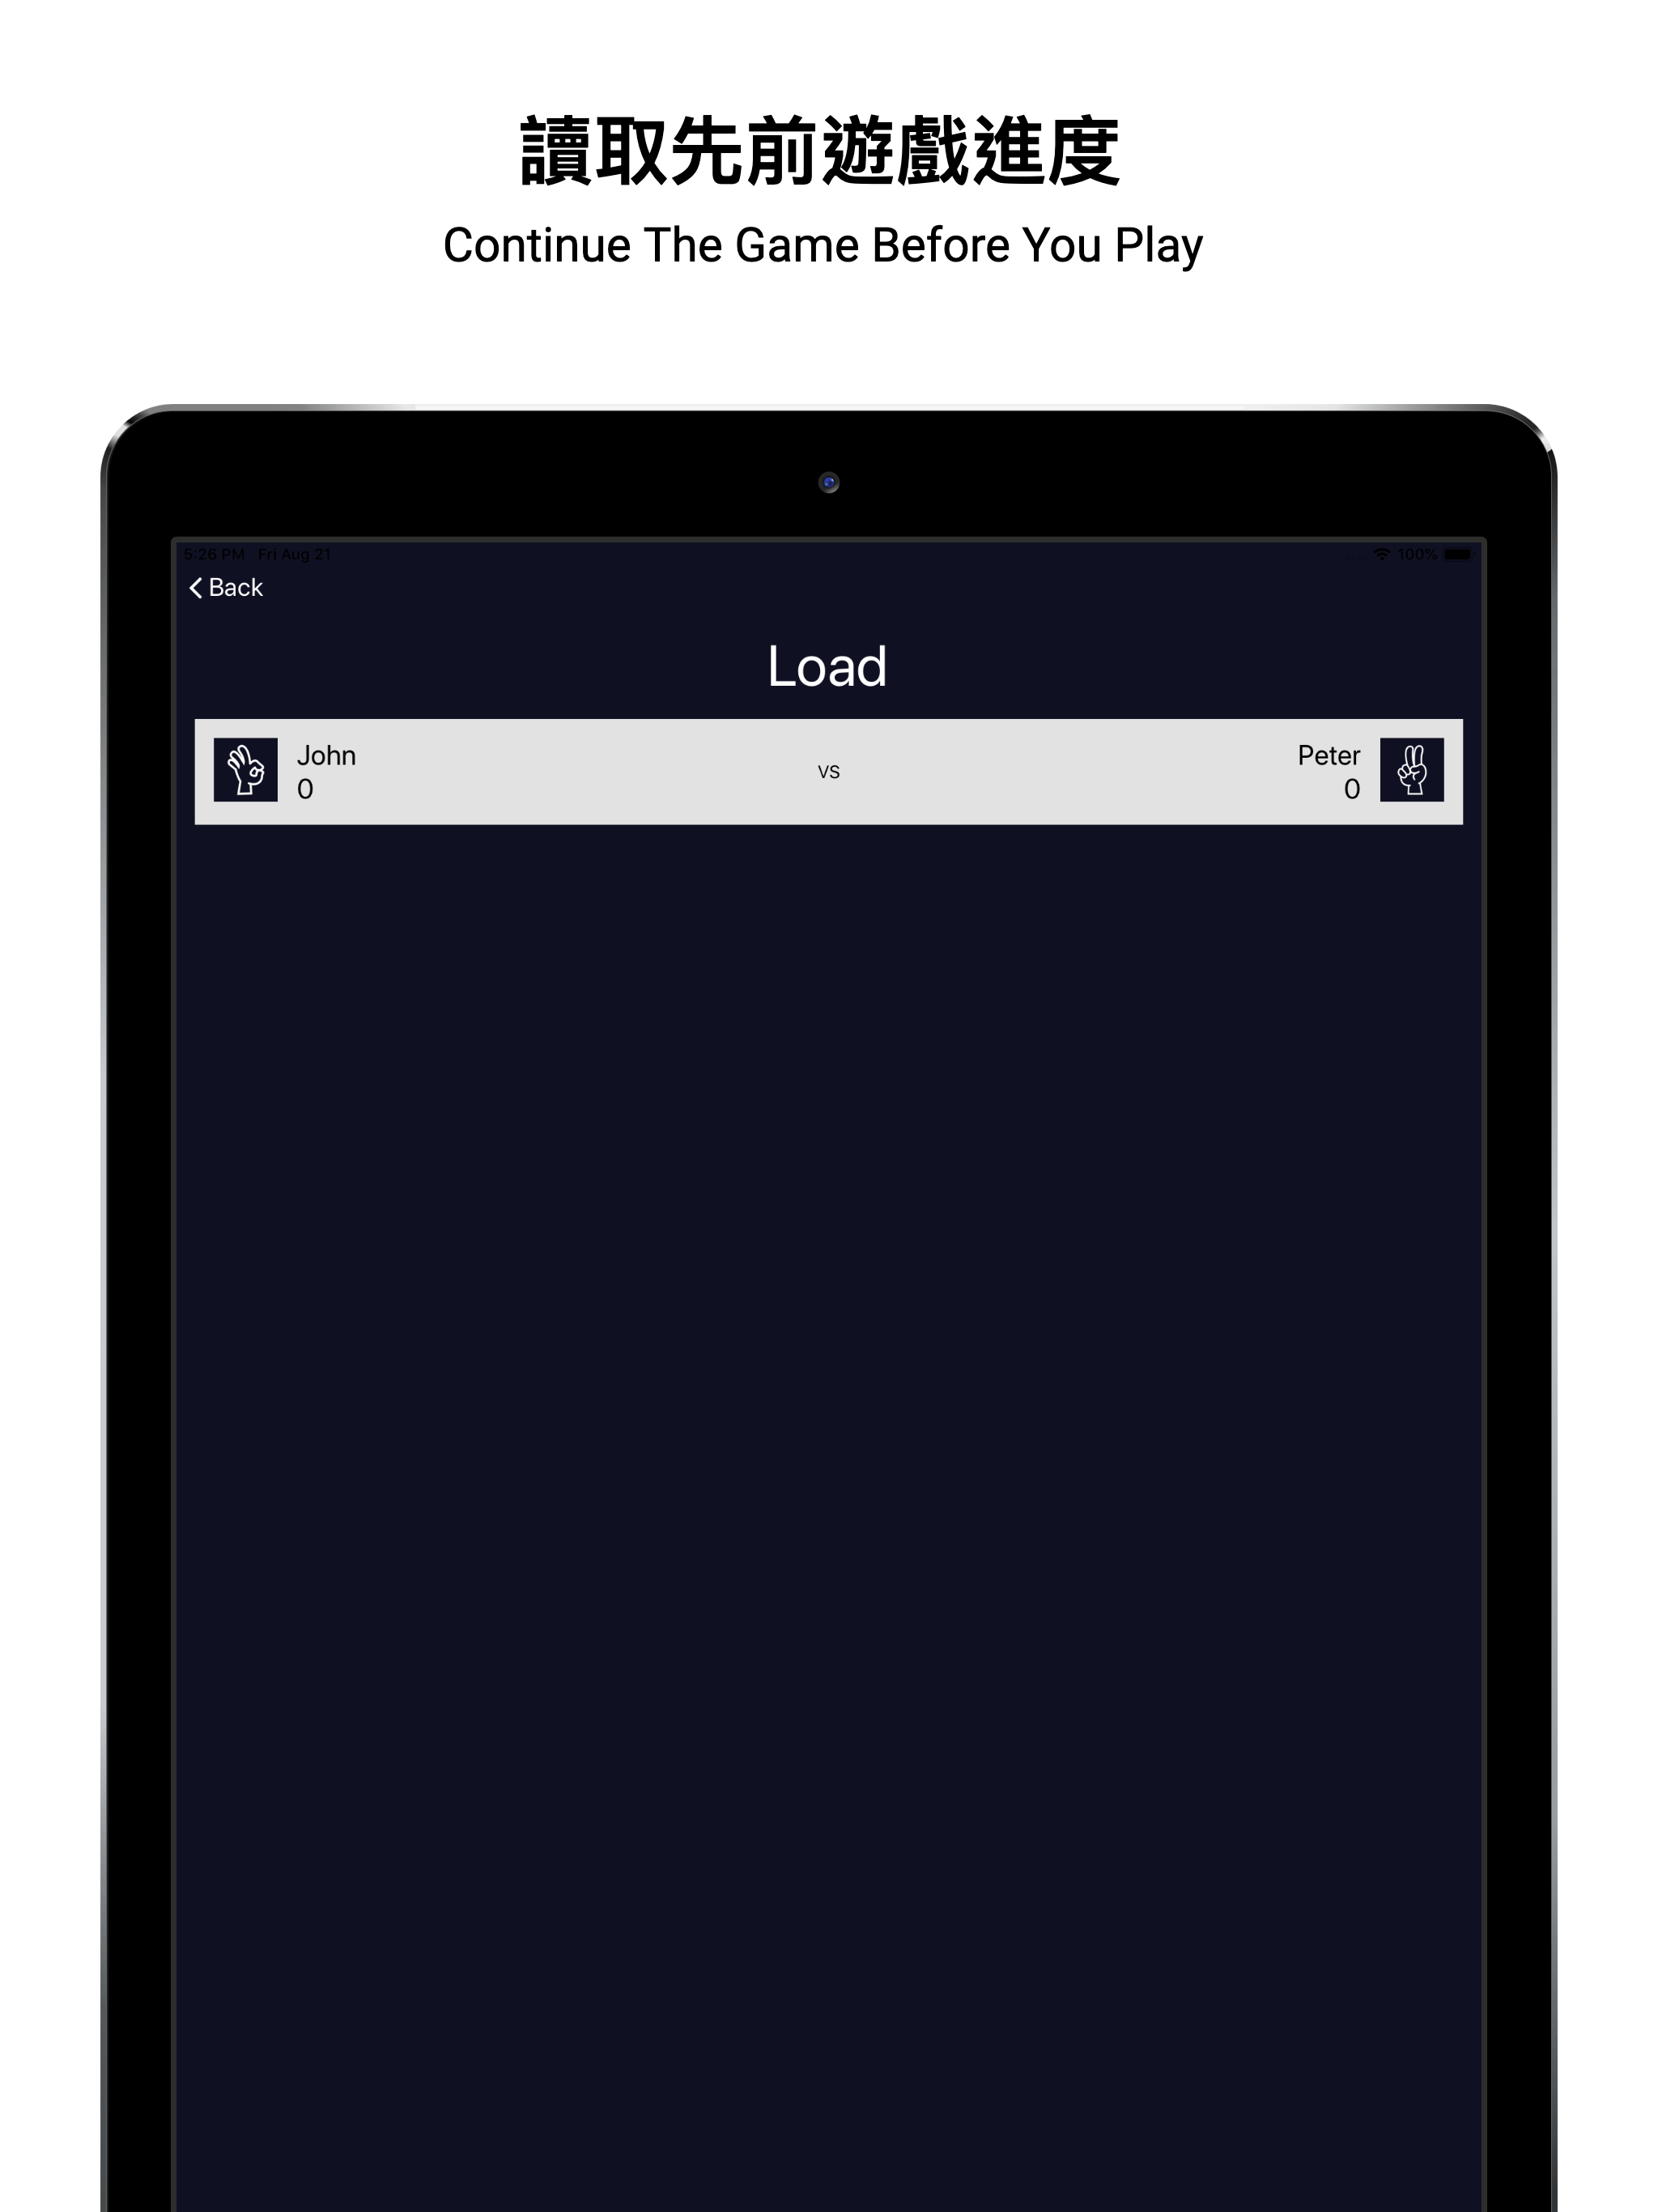 讀取先前遊戲進度
Continue The Game Before You Play
5:26 PM Fri Aug 21 100%
Back
Load
John
0
VS
Peter
0